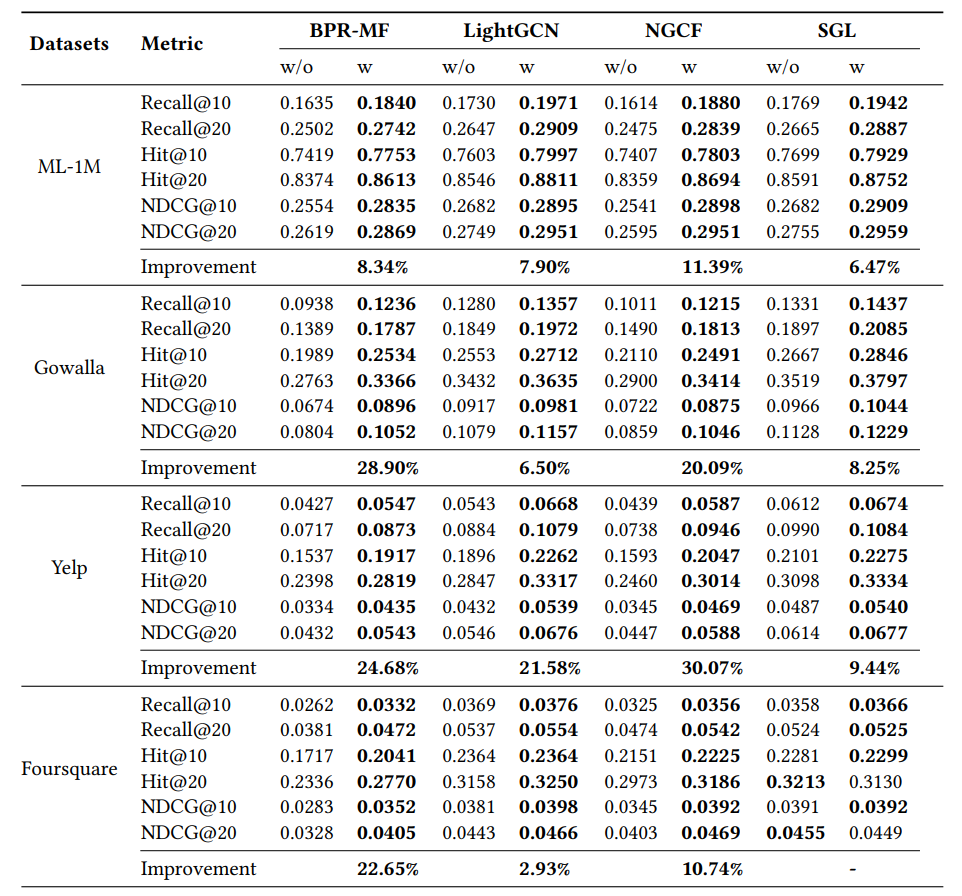 Datasets Metric BPR-MF LightGCN NGCF SGL
w/o w w/o w w/o w w/o w
ML-1M
Recall@10 0.1635 0.1840 0.1730 0.1971 0.1614 0.1880 0.1769 0.1942
Recall@20 0.2502 0.2742 0.2647 0.2909 0.2475 0.2839 0.2665 0.2887
Hit@10 0.7419 0.7753 0.7603 0.7997 0.7407 0.7803 0.7699 0.7929
Hit@20 0.8374 0.8613 0.8546 0.8811 0.8359 0.8694 0.8591 0.8752
NDCG@10 0.2554 0.2835 0.2682 0.2895 0.2541 0.2898 0.2682 0.2909
NDCG@20 0.2619 0.2869 0.2749 0.2951 0.2595 0.2951 0.2755 0.2959
Improvement 8.34% 7.90% 11.39% 6.47%
Gowalla
Recall@10 0.0938 0.1236 0.1280 0.1357 0.1011 0.1215 0.1331 0.1437
Recall@20 0.1389 0.1787 0.1849 0.1972 0.1490 0.1813 0.1897 0.2085
Hit@10 0.1989 0.2534 0.2553 0.2712 0.2110 0.2491 0.2667 0.2846
Hit@20 0.2763 0.3366 0.3432 0.3635 0.2900 0.3414 0.3519 0.3797
NDCG@10 0.0674 0.0896 0.0917 0.0981 0.0722 0.0875 0.0966 0.1044
NDCG@20 0.0804 0.1052 0.1079 0.1157 0.0859 0.1046 0.1128 0.1229
Improvement 28.90% 6.50% 20.09% 8.25%
Yelp
Recall@10 0.0427 0.0547 0.0543 0.0668 0.0439 0.0587 0.0612 0.0674
Recall@20 0.0717 0.0873 0.0884 0.1079 0.0738 0.0946 0.0990 0.1084
Hit@10 0.1537 0.1917 0.1896 0.2262 0.1593 0.2047 0.2101 0.2275
Hit@20 0.2398 0.2819 0.2847 0.3317 0.2460 0.3014 0.3098 0.3334
NDCG@10 0.0334 0.0435 0.0432 0.0539 0.0345 0.0469 0.0487 0.0540
NDCG@20 0.0432 0.0543 0.0546 0.0676 0.0447 0.0588 0.0614 0.0677
Improvement 24.68% 21.58% 30.07% 9.44%
Foursquare
Recall@10 0.0262 0.0332 0.0369 0.0376 0.0325 0.0356 0.0358 0.0366
Recall@20 0.0381 0.0472 0.0537 0.0554 0.0474 0.0542 0.0524 0.0525
Hit@10 0.1717 0.2041 0.2364 0.2364 0.2151 0.2225 0.2281 0.2299
Hit@20 0.2336 0.2770 0.3158 0.3250 0.2973 0.3186 0.3213 0.3130
NDCG@10 0.0283 0.0352 0.0381 0.0398 0.0345 0.0392 0.0391 0.0392
NDCG@20 0.0328 0.0405 0.0443 0.0466 0.0403 0.0469 0.0455 0.0449
Improvement 22.65% 2.93% 10.74% -